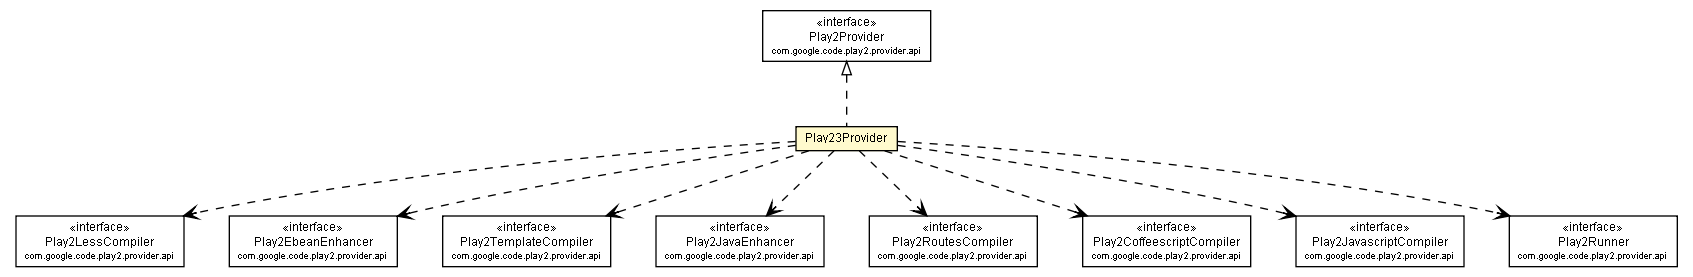 «interface»
Play2Provider
com.google.code.play2.provider.api
Play23Provider
«interface»
Play2LessCompiler
com.google.code.play2.provider.api
«interface»
Play2EbeanEnhancer
com.google.code.play2.provider.api
«interface»
Play2TemplateCompiler
com.google.code.play2.provider.api
«interface»
Play2JavaEnhancer
com.google.code.play2.provider.api
«interface»
Play2RoutesCompiler
com.google.code.play2.provider.api
«interface»
Play2CoffeescriptCompiler
com.google.code.play2.provider.api
«interface»
Play2JavascriptCompiler
com.google.code.play2.provider.api
«interface»
Play2Runner
com.google.code.play2.provider.api